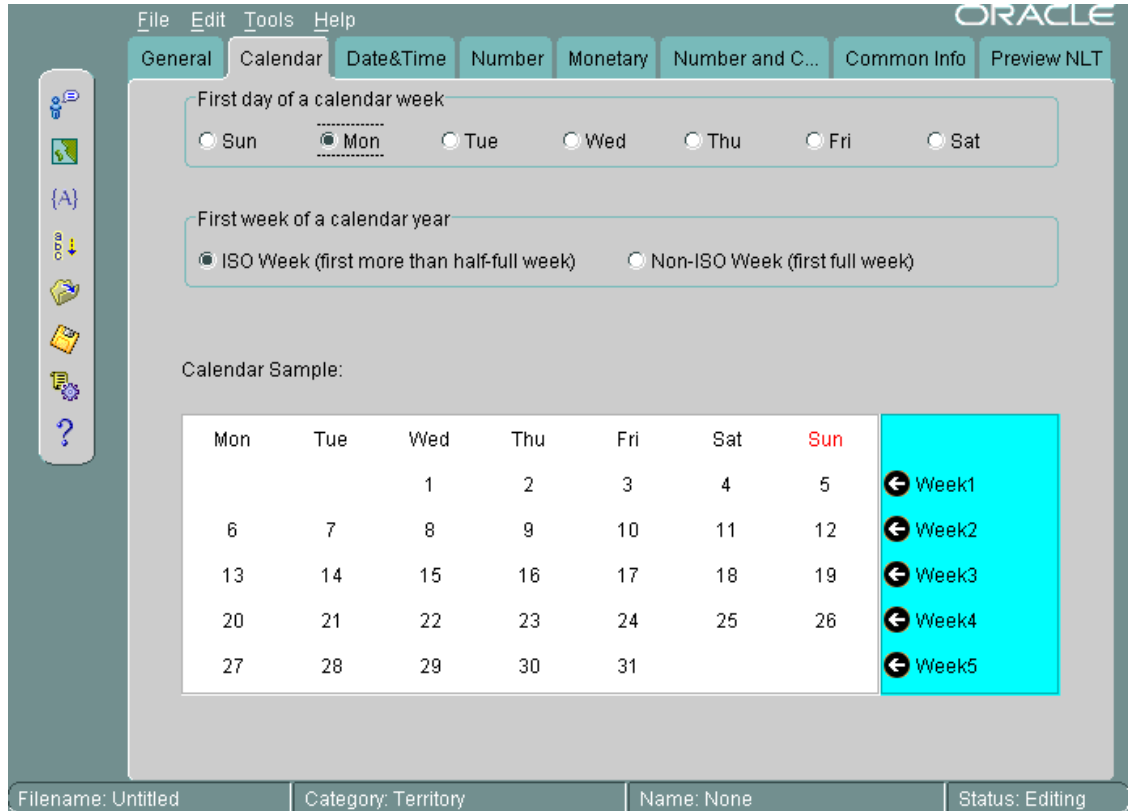 File Edit Tools Help
ORACLE
General Calendar Date&Time Number Monetary Number and C... Common Info Preview NLT
First day of a calendar week
Sun Mon Tue Wed Thu Fri Sat
{A}
First week of a calendar year
abc
ISO Week (first more than half-full week) Non-ISO Week (first full week)
Calendar Sample:
?
Mon Tue Wed Thu Fri Sat Sun
1 2 3 4 5 Week1
6 7 8 9 10 11 12 Week2
13 14 15 16 17 18 19 Week3
20 21 22 23 24 25 26 Week4
27 28 29 30 31 Week5
Filename: Untitled Category: Territory Name: None Status: Editing